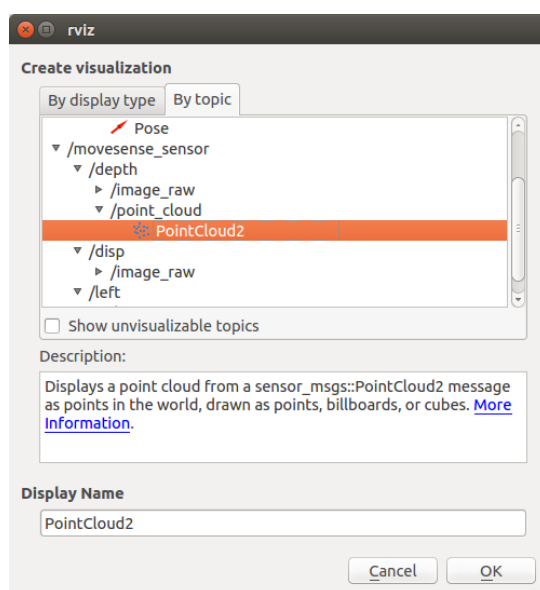 rviz
Create visualization
By display type
By topic
Pose
/movesense_sensor
/depth
/image_raw
/point_cloud
PointCloud2
/disp
/image_raw
/left
Show unvisualizable topics
Description:
Displays a point cloud from a sensor_msgs::PointCloud2 message
as points in the world, drawn as points, billboards, or cubes. More
Information.
Display Name
PointCloud2
Cancel
OK